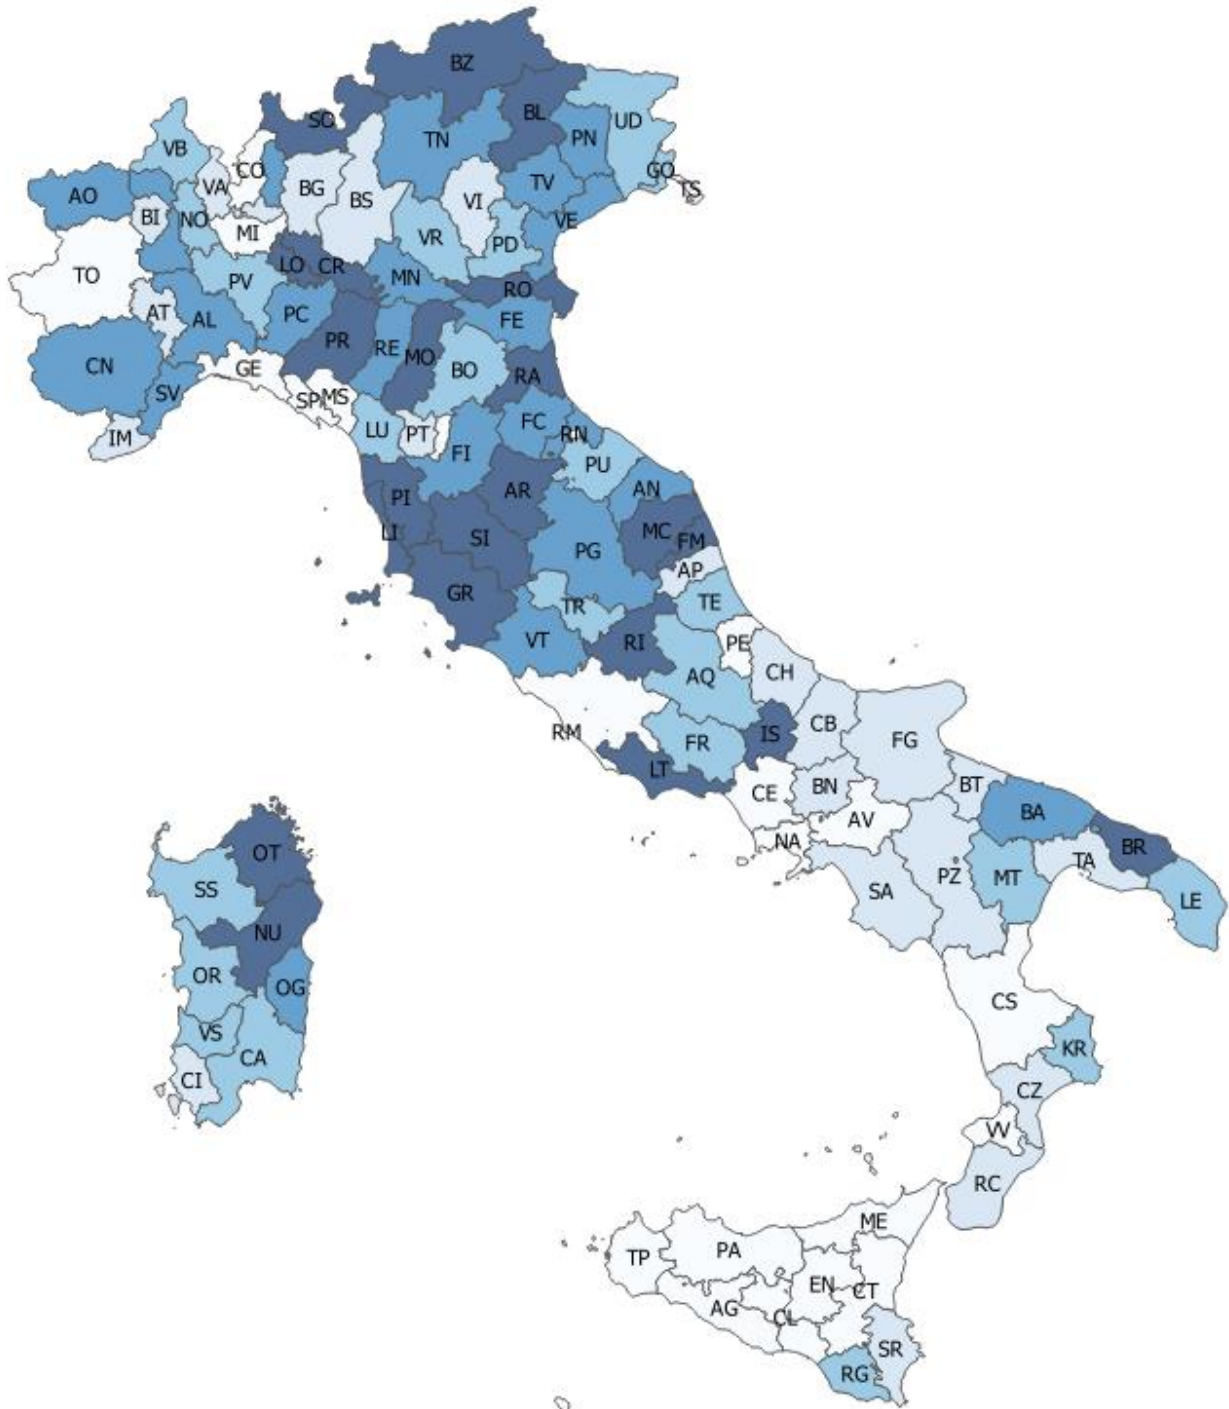 BZ
SO
BL
UD
PN
TN
VB
CO
GO
VA
BG
TS
AO
BS
TV
VI
BI
NO
VE
MI
VR
PD
LO
CR
TO
PV
MN
RO
AT
AL
PC
FE
PR
RE
MO
CN
GE
BO
RA
SV
SP
MS
FC
LU
PT
RN
IM
FI
PU
AR
AN
PI
LI
SI
MC
FM
PG
AP
GR
TR
TE
VT
RI
PE
AQ
CH
RM
IS
CB
FR
FG
LT
CE
BN
BT
NA
AV
BA
OT
BR
TA
SS
SA
PZ
MT
LE
NU
OR
OG
CS
VS
CA
KR
CI
CZ
VV
RC
ME
TP
PA
EN
CT
AG
CL
SR
RG